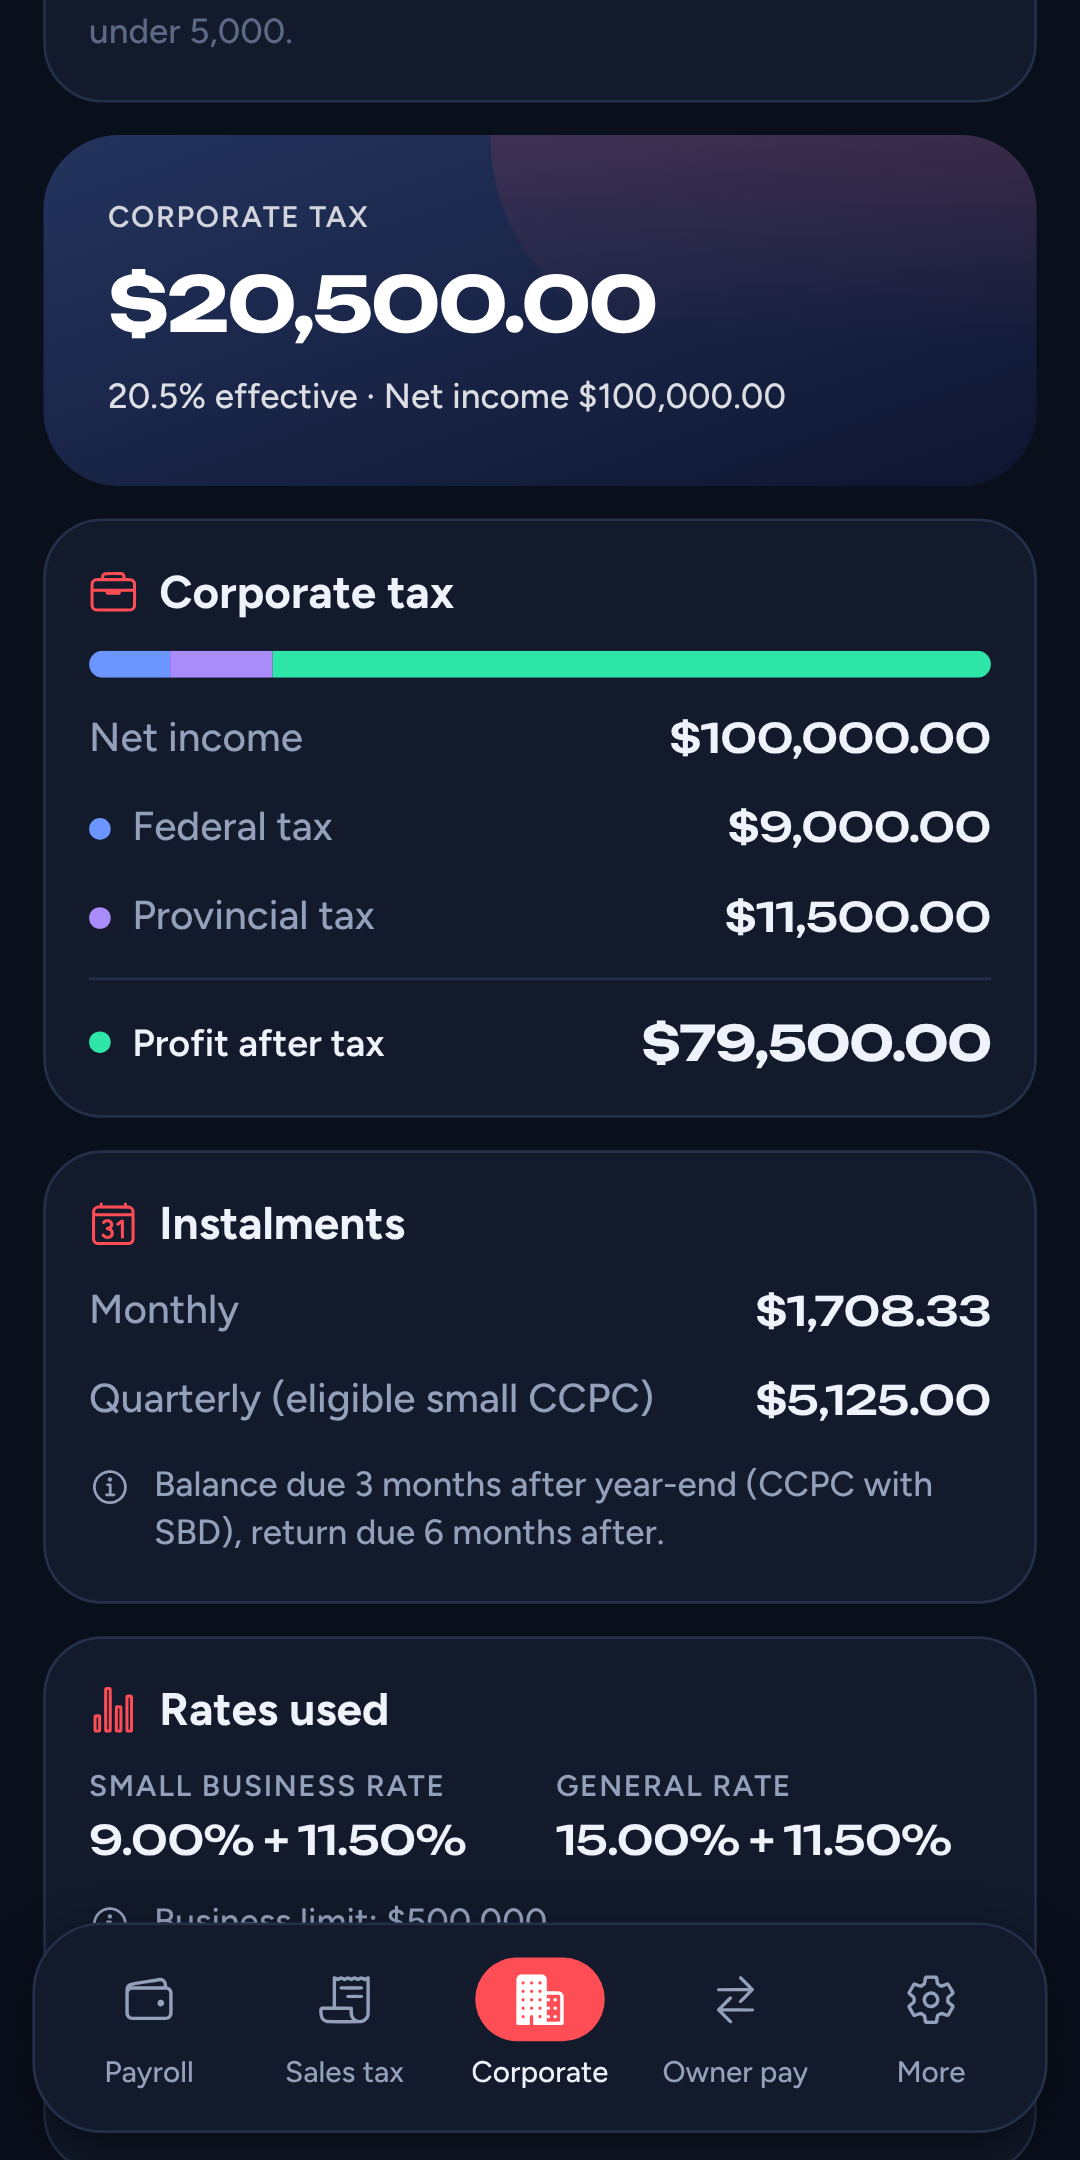 under 5,000.
CORPORATE TAX
$20,500.00
20.5% effective · Net income $100,000.00
Corporate tax
Net income $100,000.00
Federal tax $9,000.00
Provincial tax $11,500.00
Profit after tax $79,500.00
31 Instalments
Monthly $1,708.33
Quarterly (eligible small CCPC) $5,125.00
Balance due 3 months after year-end (CCPC with
SBD), return due 6 months after.
Rates used
SMALL BUSINESS RATE GENERAL RATE
9.00% + 11.50% 15.00% + 11.50%
Business limit: $500,000
Payroll Sales tax Corporate Owner pay More